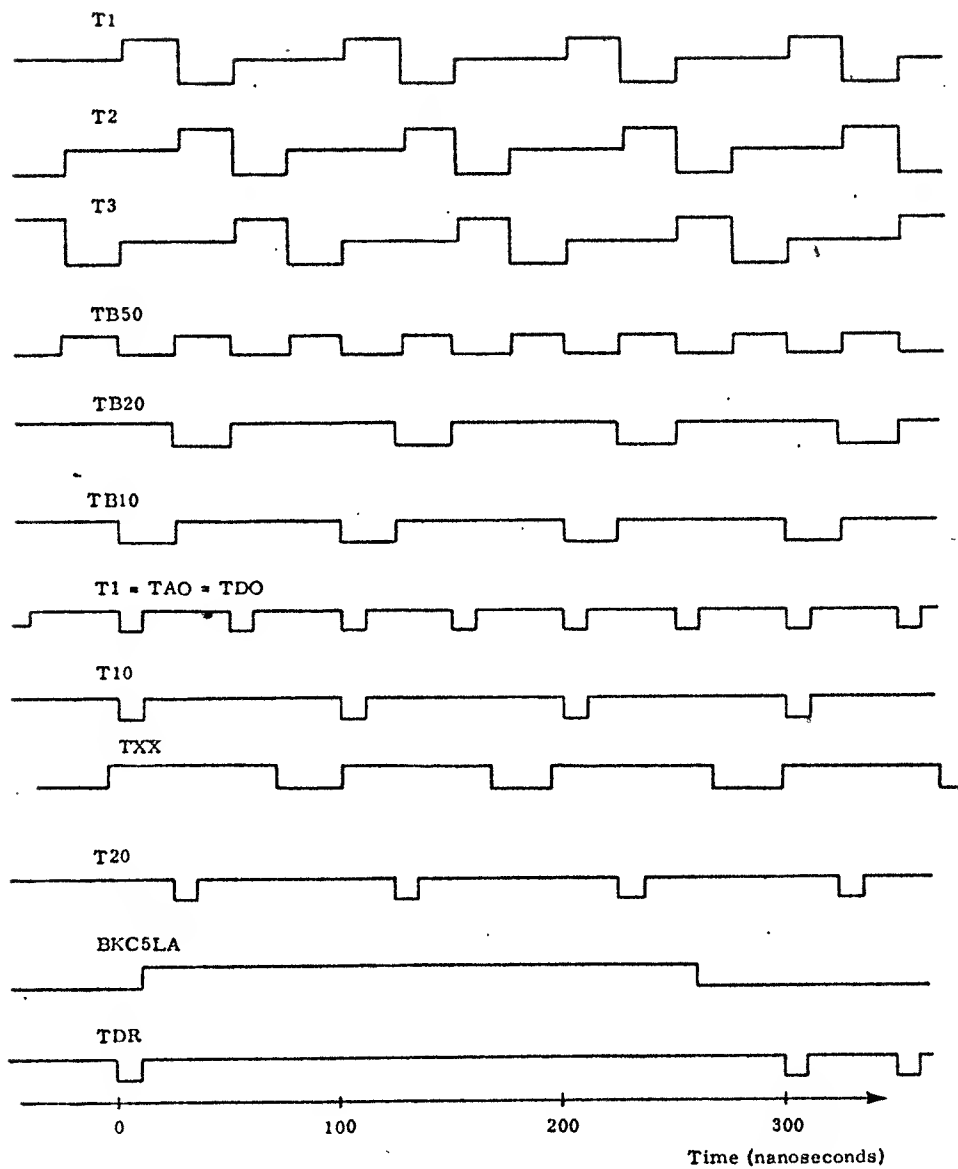 T1
T2
T3
TB50
TB20
TB10
T1 = TAO = TDO
T10
TXX
T20
BKC5LA
TDR
0 100 200 300
Time (nanoseconds)